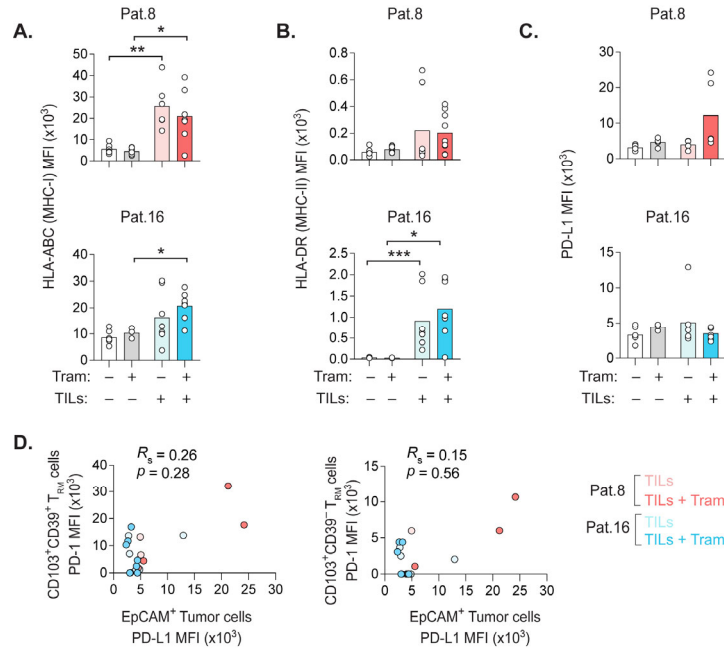 Pat.8
Pat.8
Pat.8
A.
B.
C.
*
**
50
40
30
20
10
0
0.8
0.6
0.4
0.2
0.0
30
20
10
0
HLA-ABC (MHC-I) MFI (x10³)
HLA-DR (MHC-II) MFI (x10³)
PD-L1 MFI (x10³)
Pat.16
Pat.16
Pat.16
*
*
***
40
30
20
10
0
2.5
2.0
1.5
1.0
0.5
0.0
15
10
5
0
Tram: – + – + – + – + – + – +
TILs: – – + + – – + + – – + +
D.
Rs = 0.26
p = 0.28
Rs = 0.15
p = 0.56
CD103⁺CD39⁺ TRM cells
PD-1 MFI (x10³)
40
30
20
10
0
0 5 10 15 20 25 30
EpCAM⁺ Tumor cells
PD-L1 MFI (x10³)
CD103⁺CD39⁻ TRM cells
PD-1 MFI (x10³)
15
10
5
0
0 5 10 15 20 25 30
EpCAM⁺ Tumor cells
PD-L1 MFI (x10³)
Pat.8
TILs
TILs + Tram
Pat.16
TILs
TILs + Tram